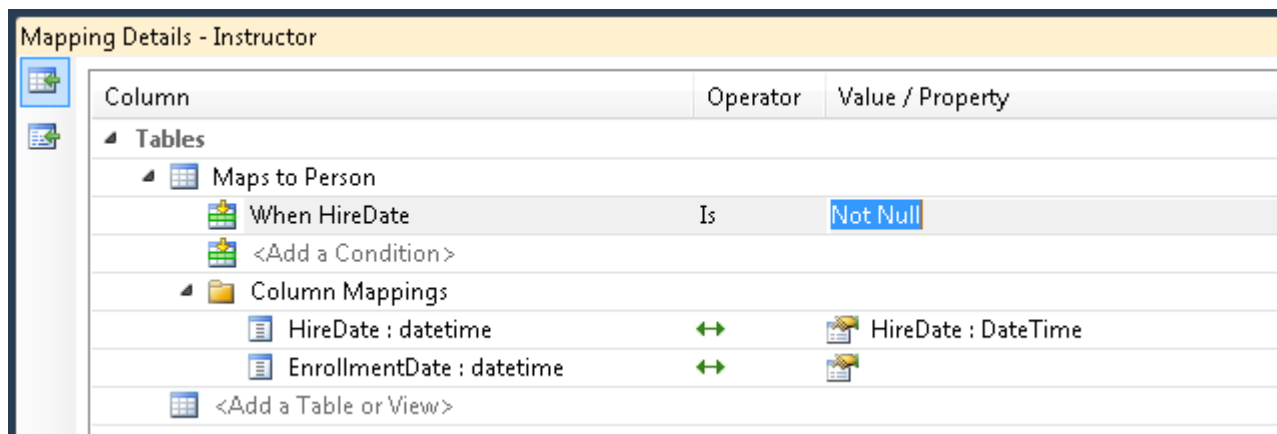 Mapping Details - Instructor
Column Operator Value / Property
Tables
Maps to Person
When HireDate Is Not Null
<Add a Condition>
Column Mappings
HireDate : datetime HireDate : DateTime
EnrollmentDate : datetime
<Add a Table or View>